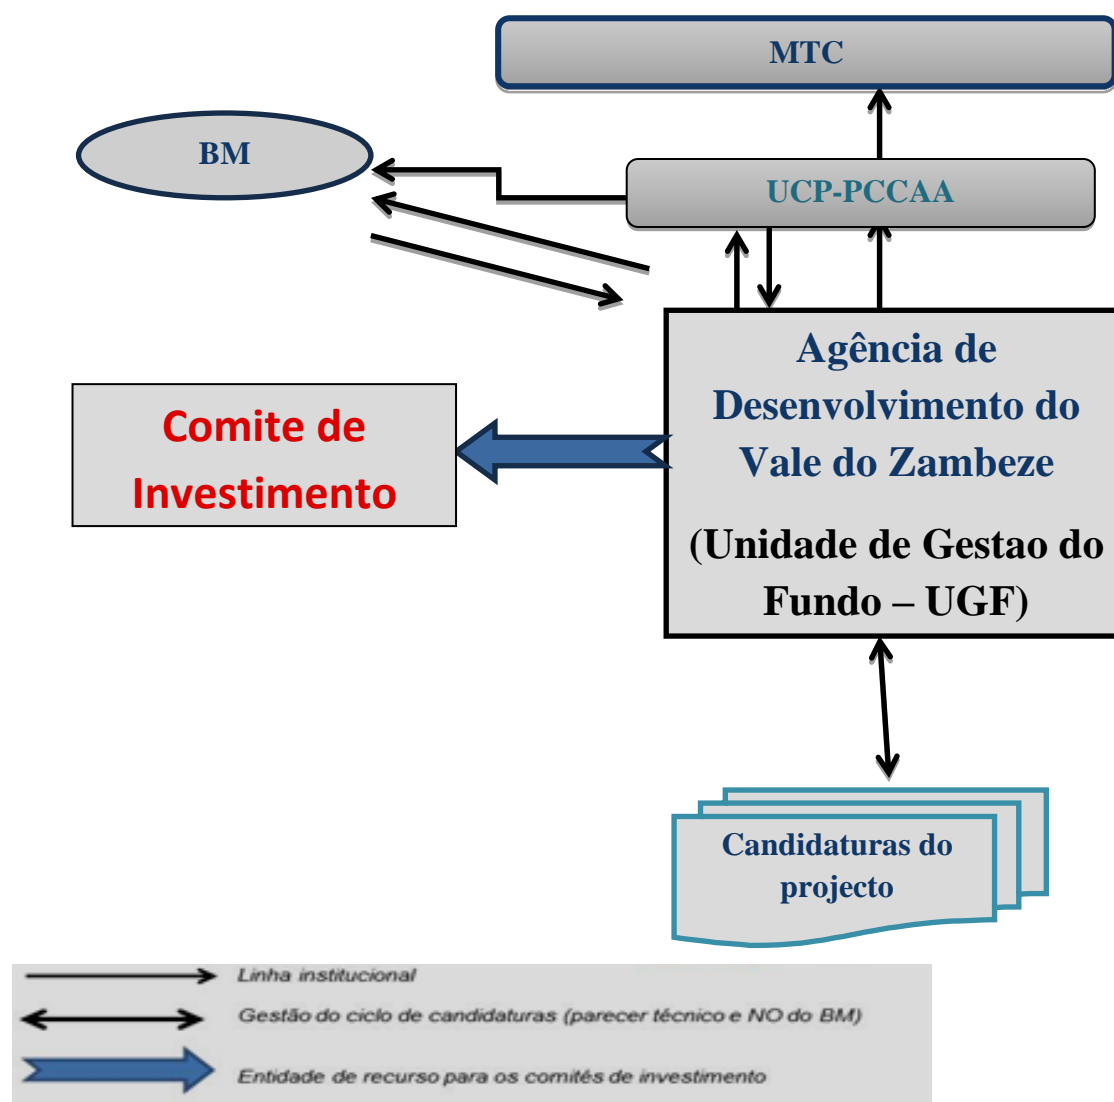 MTC
BM
UCP-PCCAA
Agência de
Desenvolvimento do
Vale do Zambeze
(Unidade de Gestao do
Fundo – UGF)
Comite de
Investimento
Candidaturas do
projecto
Linha institucional
Gestão do ciclo de candidaturas (parecer técnico e NO do BM)
Entidade de recurso para os comités de investimento